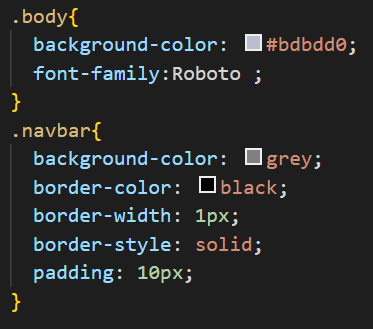 .body{
background-color: #bdbdd0;
font-family:Roboto ;
}
.navbar{
background-color: grey;
border-color: black;
border-width: 1px;
border-style: solid;
padding: 10px;
}